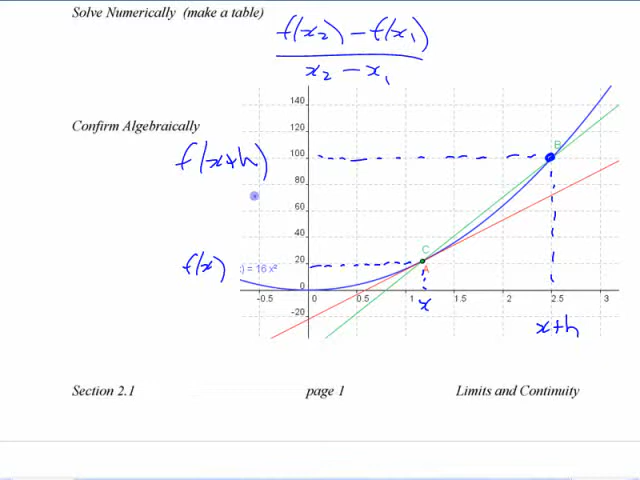 Solve Numerically (make a table)
f(x₂) - f(x₁)
x₂ - x₁
Confirm Algebraically
f(x+h)
f(x)
) = 16 x²
140
120
100
80
60
40
20
0
-20
-0.5
0
0.5
1
1.5
2
2.5
3
B
C
A
x
x+h
Section 2.1
page 1
Limits and Continuity